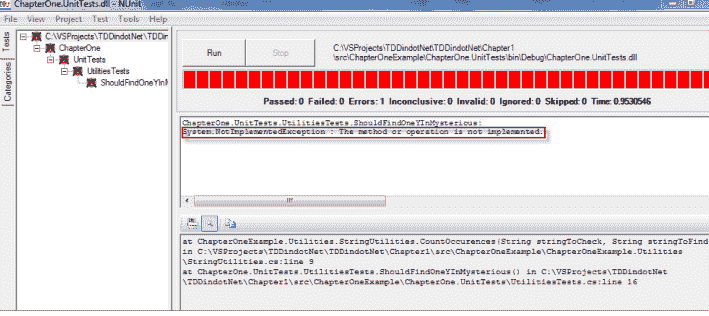 ChapterOne.UnitTests.dll - NUnit
File View Project Test Tools Help
Tests
Categories
C:\VSProjects\TDDindotNet\TDDin
ChapterOne
UnitTests
UtilitiesTests
ShouldFindOneYInM
Run
Stop
C:\VSProjects\TDDindotNet\TDDindotNet\Chapter1
\src\ChapterOneExample\ChapterOne.UnitTests\bin\Debug\ChapterOne.UnitTests.dll
Passed: 0 Failed: 0 Errors: 1 Inconclusive: 0 Invalid: 0 Ignored: 0 Skipped: 0 Time: 0.9530546
ChapterOne.UnitTests.UtilitiesTests.ShouldFindOneYInMysterious:
System.NotImplementedException : The method or operation is not implemented.
at ChapterOneExample.Utilities.StringUtilities.CountOccurences(String stringToCheck, String stringToFind
in C:\VSProjects\TDDindotNet\TDDindotNet\Chapter1\src\ChapterOneExample\ChapterOneExample.Utilities
\StringUtilities.cs:line 9
at ChapterOne.UnitTests.UtilitiesTests.ShouldFindOneYInMysterious() in C:\VSProjects\TDDindotNet
\TDDindotNet\Chapter1\src\ChapterOneExample\ChapterOne.UnitTests\UtilitiesTests.cs:line 16